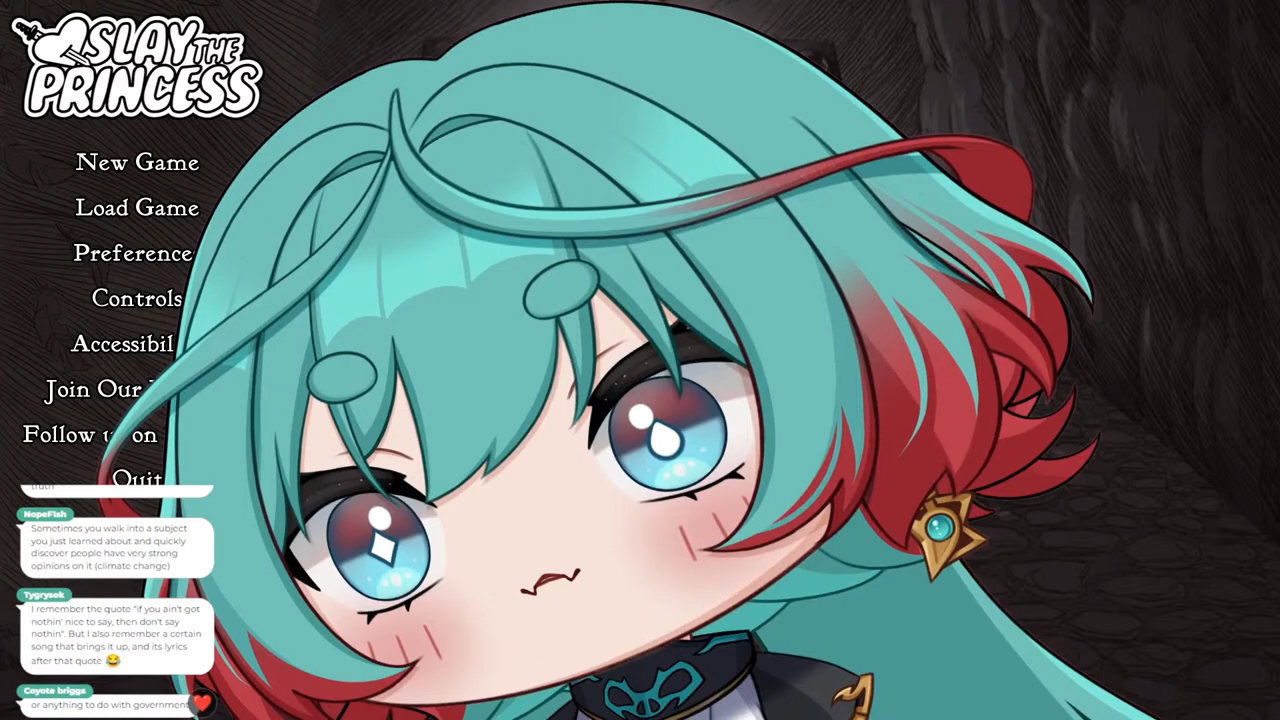 SLAY THE
PRINCESS
New Game
Load Game
Preference
Controls
Accessibil
Join Our
Follow us on
Quit
truth
NopeF1sh
Sometimes you walk into a subject
you just learned about and quickly
discover people have very strong
opinions on it (climate change)
Tygrysek
I remember the quote "if you ain't got
nothin' nice to say, then don't say
nothin". But I also remember a certain
song that brings it up, and its lyrics
after that quote 😂
Coyote briggs
or anything to do with government